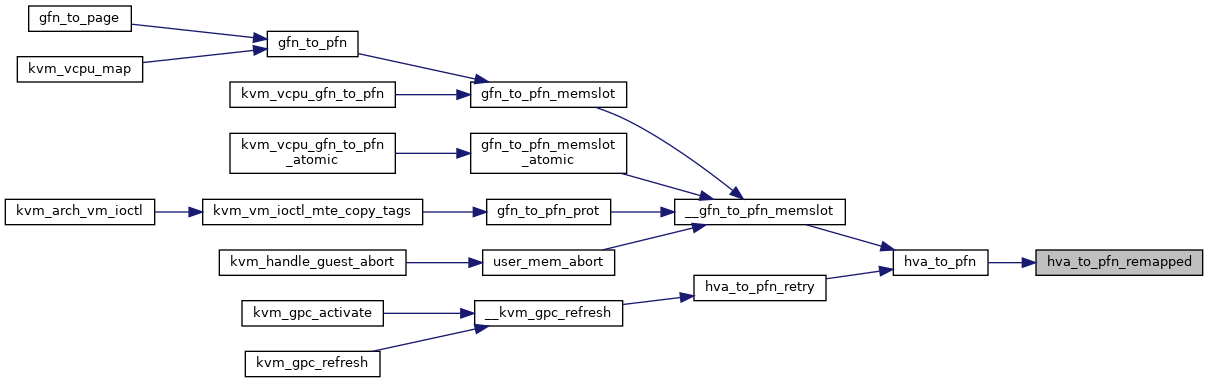 gfn_to_page
kvm_vcpu_map
gfn_to_pfn
kvm_vcpu_gfn_to_pfn
gfn_to_pfn_memslot
kvm_vcpu_gfn_to_pfn
_atomic
gfn_to_pfn_memslot
_atomic
kvm_arch_vm_ioctl
kvm_vm_ioctl_mte_copy_tags
gfn_to_pfn_prot
__gfn_to_pfn_memslot
kvm_handle_guest_abort
user_mem_abort
hva_to_pfn
hva_to_pfn_remapped
hva_to_pfn_retry
kvm_gpc_activate
__kvm_gpc_refresh
kvm_gpc_refresh